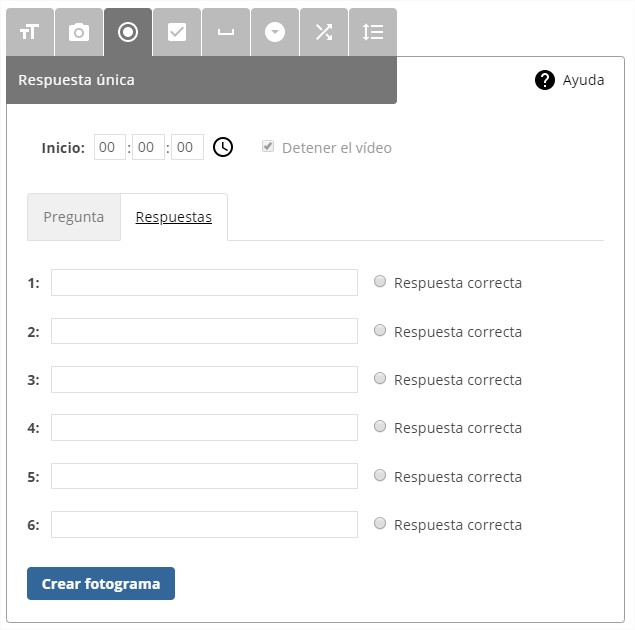 Respuesta única
Ayuda
Inicio: 00 : 00 : 00 Detener el vídeo
Pregunta Respuestas
1: Respuesta correcta
2: Respuesta correcta
3: Respuesta correcta
4: Respuesta correcta
5: Respuesta correcta
6: Respuesta correcta
Crear fotograma